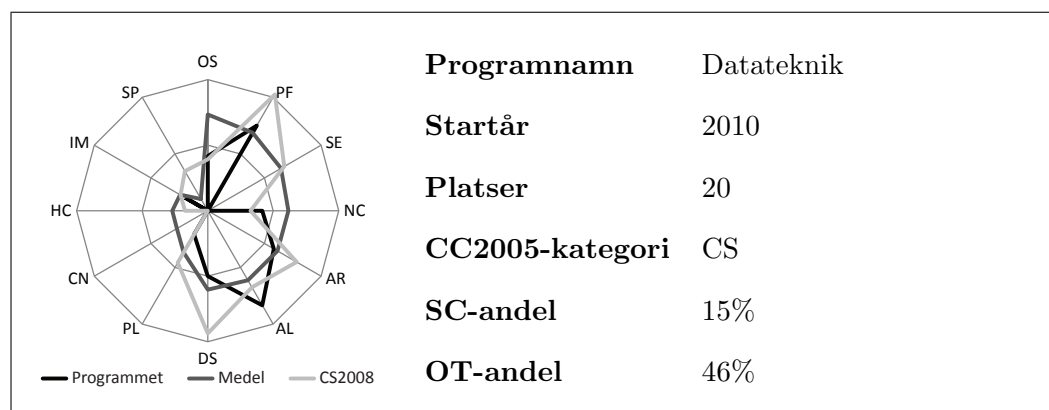 OS
SP
PF
IM
SE
HC
NC
CN
AR
PL
AL
DS
Programmet Medel CS2008
Programnamn Datateknik
Startår 2010
Platser 20
CC2005-kategori CS
SC-andel 15%
OT-andel 46%